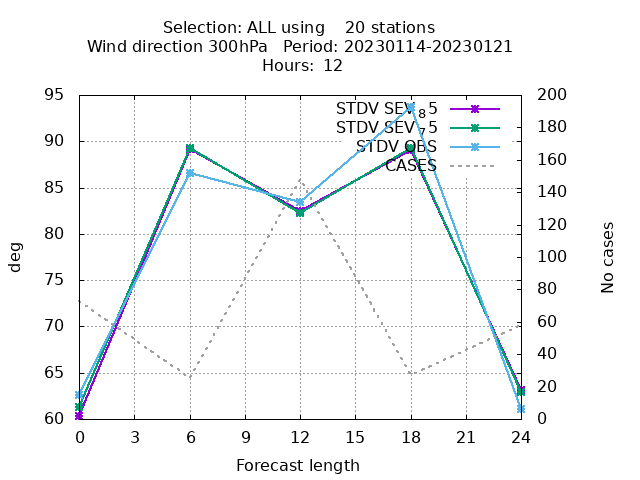 Selection: ALL using    20 stations
Wind direction 300hPa   Period: 20230114-20230121
Hours:  12
STDV SEV₈5
STDV SEV₇5
STDV OBS
CASES
deg
95
90
85
80
75
70
65
60
200
180
160
140
120
100
80
60
40
20
0
No cases
0 3 6 9 12 15 18 21 24
Forecast length